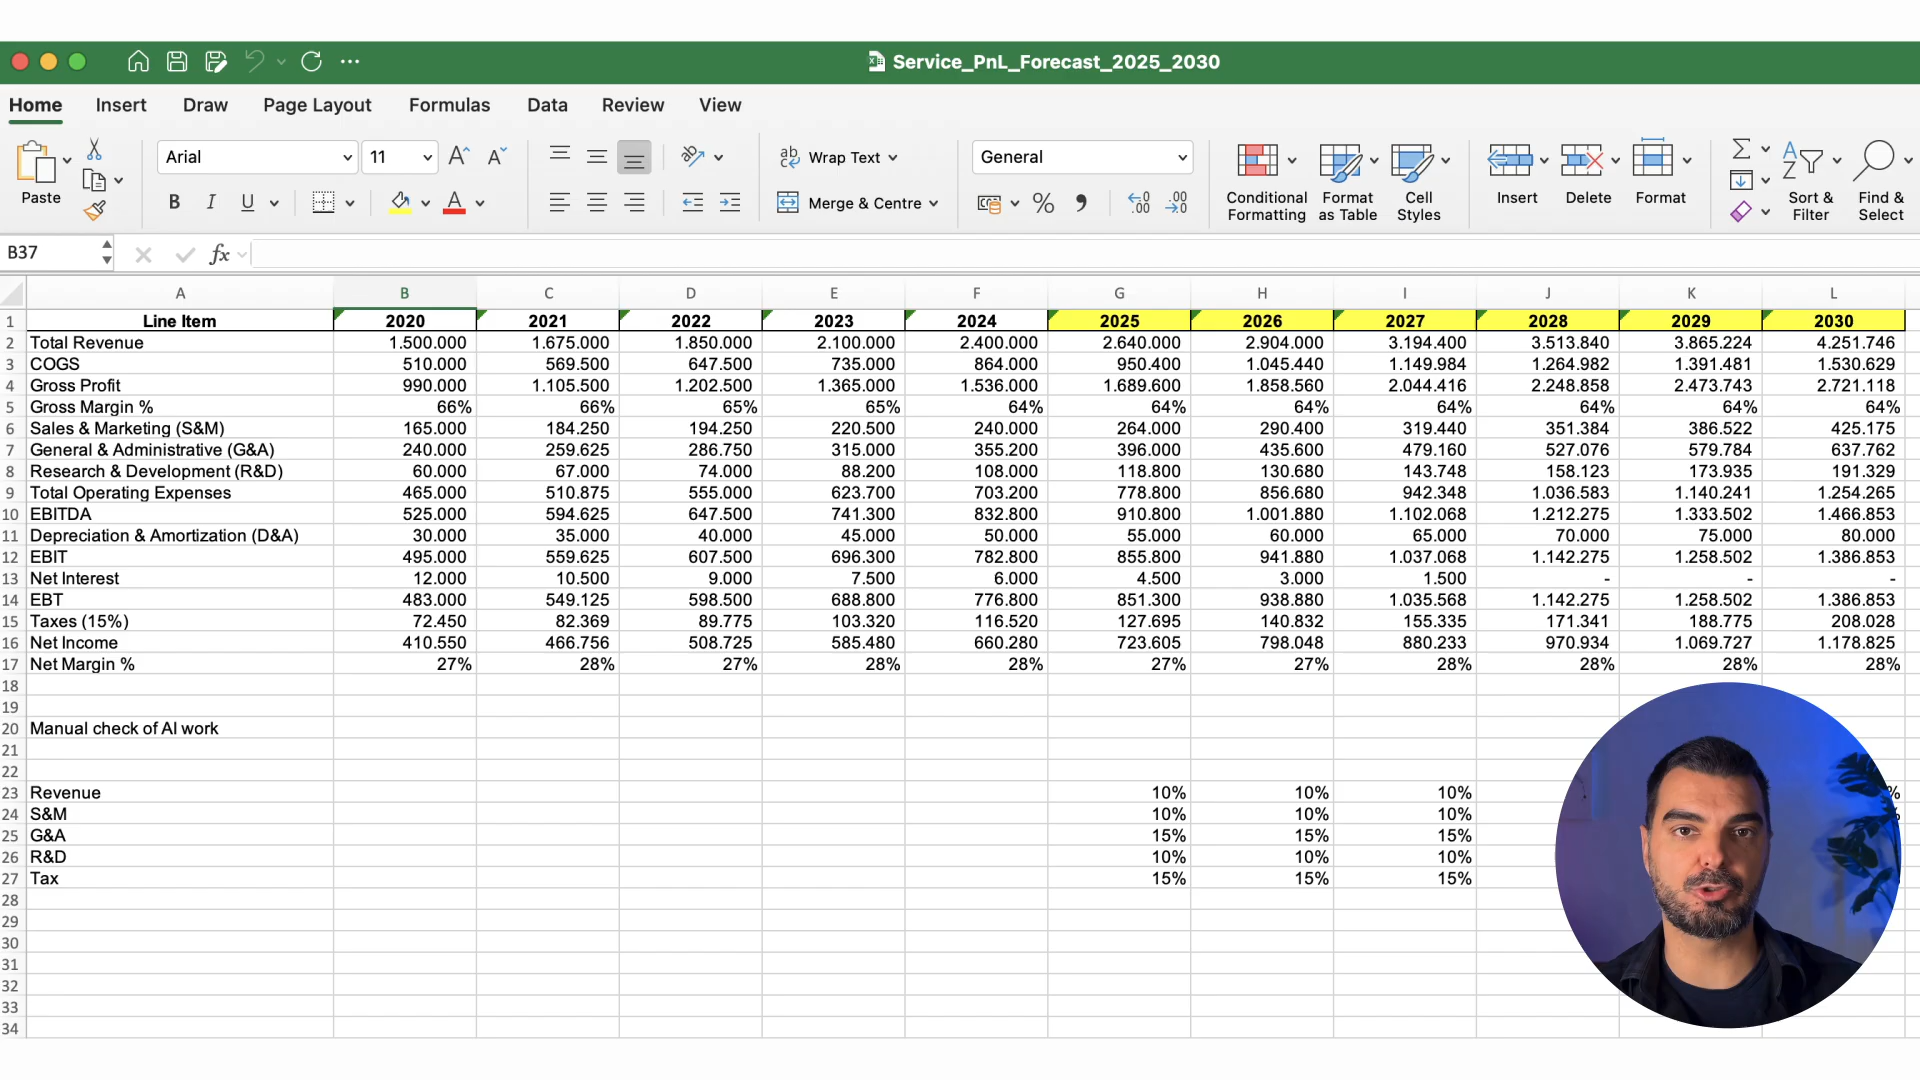 Service_PnL_Forecast_2025_2030
Home Insert Draw Page Layout Formulas Data Review View
Paste
Arial 11
B I U
ab Wrap Text
Merge & Centre
General
Conditional Formatting
Format as Table
Cell Styles
Insert
Delete
Format
Sort & Filter
Find & Select
B37 fx
A B C D E F G H I J K L
1 Line Item 2020 2021 2022 2023 2024 2025 2026 2027 2028 2029 2030
2 Total Revenue 1.500.000 1.675.000 1.850.000 2.100.000 2.400.000 2.640.000 2.904.000 3.194.400 3.513.840 3.865.224 4.251.746
3 COGS 510.000 569.500 647.500 735.000 864.000 950.400 1.045.440 1.149.984 1.264.982 1.391.481 1.530.629
4 Gross Profit 990.000 1.105.500 1.202.500 1.365.000 1.536.000 1.689.600 1.858.560 2.044.416 2.248.858 2.473.743 2.721.118
5 Gross Margin % 66% 66% 65% 65% 64% 64% 64% 64% 64% 64% 64%
6 Sales & Marketing (S&M) 165.000 184.250 194.250 220.500 240.000 264.000 290.400 319.440 351.384 386.522 425.175
7 General & Administrative (G&A) 240.000 259.625 286.750 315.000 355.200 396.000 435.600 479.160 527.076 579.784 637.762
8 Research & Development (R&D) 60.000 67.000 74.000 88.200 108.000 118.800 130.680 143.748 158.123 173.935 191.329
9 Total Operating Expenses 465.000 510.875 555.000 623.700 703.200 778.800 856.680 942.348 1.036.583 1.140.241 1.254.265
10 EBITDA 525.000 594.625 647.500 741.300 832.800 910.800 1.001.880 1.102.068 1.212.275 1.333.502 1.466.853
11 Depreciation & Amortization (D&A) 30.000 35.000 40.000 45.000 50.000 55.000 60.000 65.000 70.000 75.000 80.000
12 EBIT 495.000 559.625 607.500 696.300 782.800 855.800 941.880 1.037.068 1.142.275 1.258.502 1.386.853
13 Net Interest 12.000 10.500 9.000 7.500 6.000 4.500 3.000 1.500 - - -
14 EBT 483.000 549.125 598.500 688.800 776.800 851.300 938.880 1.035.568 1.142.275 1.258.502 1.386.853
15 Taxes (15%) 72.450 82.369 89.775 103.320 116.520 127.695 140.832 155.335 171.341 188.775 208.028
16 Net Income 410.550 466.756 508.725 585.480 660.280 723.605 798.048 880.233 970.934 1.069.727 1.178.825
17 Net Margin % 27% 28% 27% 28% 28% 27% 27% 28% 28% 28% 28%
18
19
20 Manual check of AI work
21
22
23 Revenue 10% 10% 10% %
24 S&M 10% 10% 10%
25 G&A 15% 15% 15%
26 R&D 10% 10% 10%
27 Tax 15% 15% 15%
28
29
30
31
32
33
34